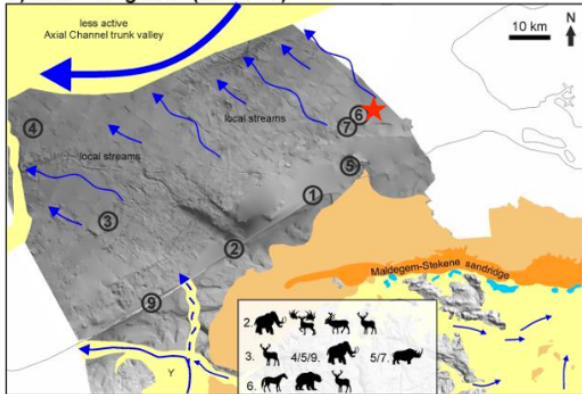 less active
Axial Channel trunk valley
10 km
N
local streams
6
7
4
local streams
5
1
3
2
Maldegem-Stekene sandridge
9
2.
3.
4/5/9.
5/7.
6.
Y